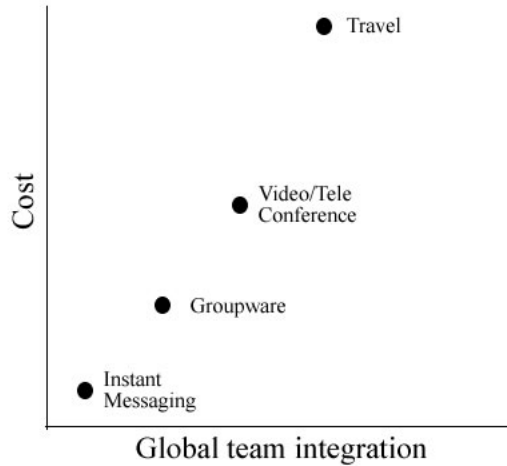 Travel
Cost
Video/Tele
Conference
Groupware
Instant
Messaging
Global team integration